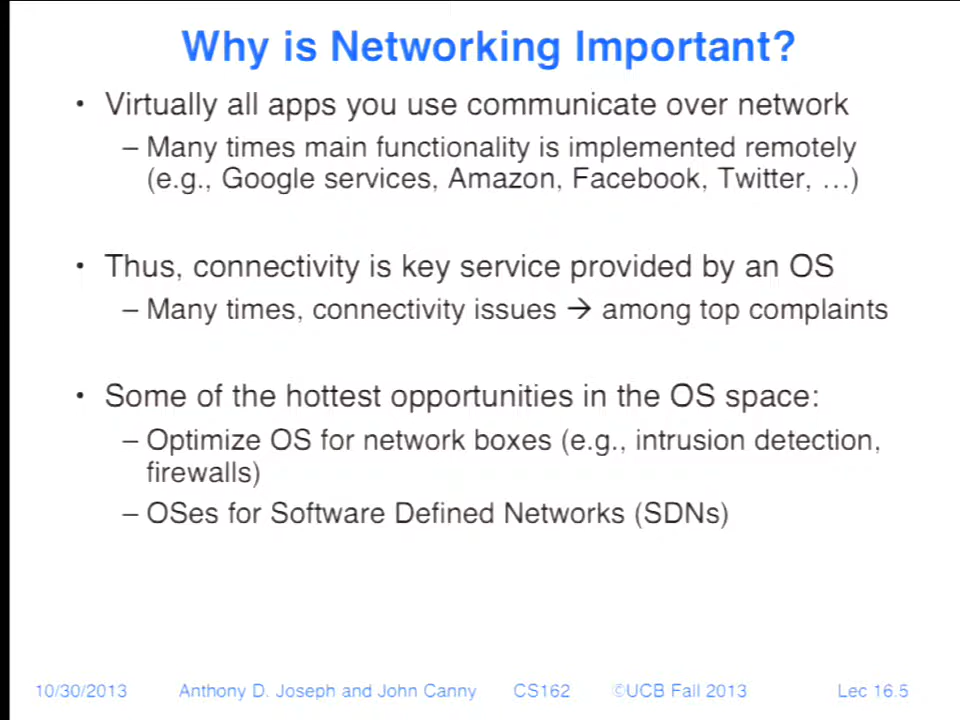 Why is Networking Important?
• Virtually all apps you use communicate over network
– Many times main functionality is implemented remotely
(e.g., Google services, Amazon, Facebook, Twitter, …)
• Thus, connectivity is key service provided by an OS
– Many times, connectivity issues → among top complaints
• Some of the hottest opportunities in the OS space:
– Optimize OS for network boxes (e.g., intrusion detection,
firewalls)
– OSes for Software Defined Networks (SDNs)
10/30/2013 Anthony D. Joseph and John Canny CS162 ©UCB Fall 2013 Lec 16.5